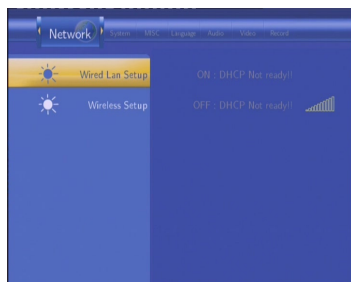 Network System MISC Language Audio Video Record
Wired Lan Setup ON : DHCP Not ready!!
Wireless Setup OFF : DHCP Not ready!!